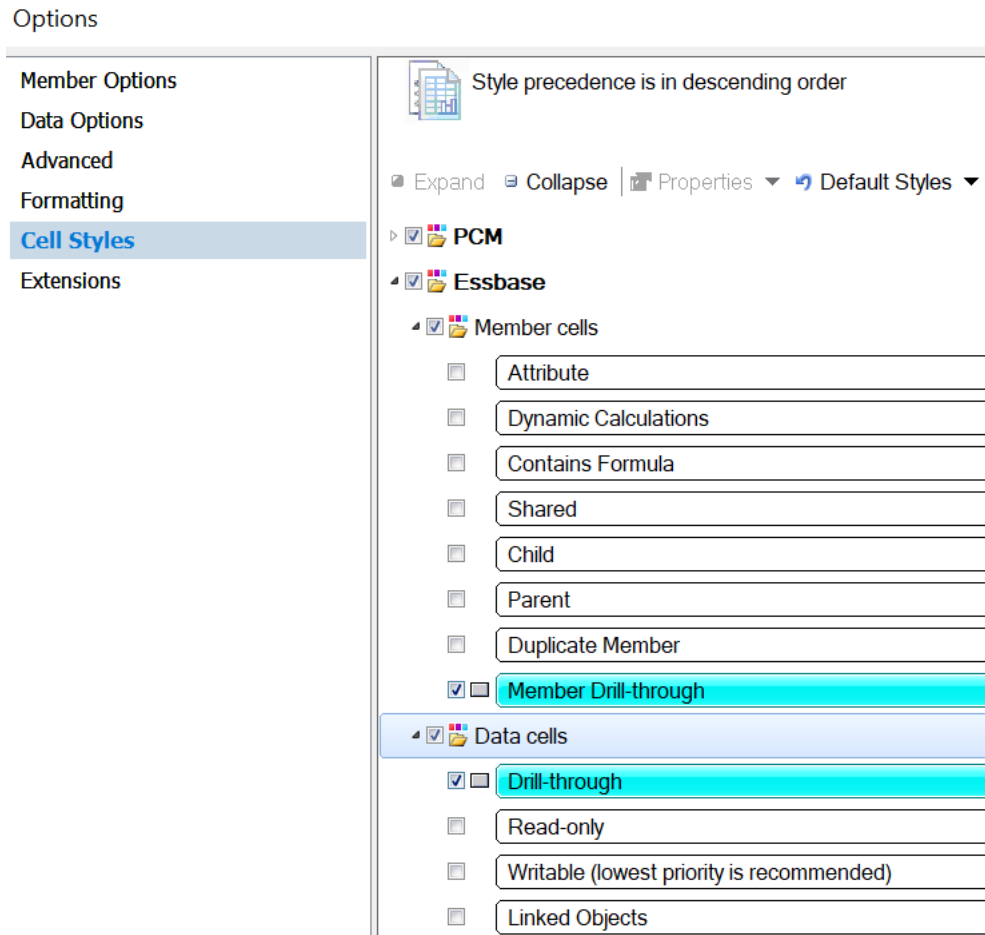 Options
Member Options
Data Options
Advanced
Formatting
Cell Styles
Extensions
Style precedence is in descending order
Expand Collapse Properties Default Styles
PCM
Essbase
Member cells
Attribute
Dynamic Calculations
Contains Formula
Shared
Child
Parent
Duplicate Member
Member Drill-through
Data cells
Drill-through
Read-only
Writable (lowest priority is recommended)
Linked Objects